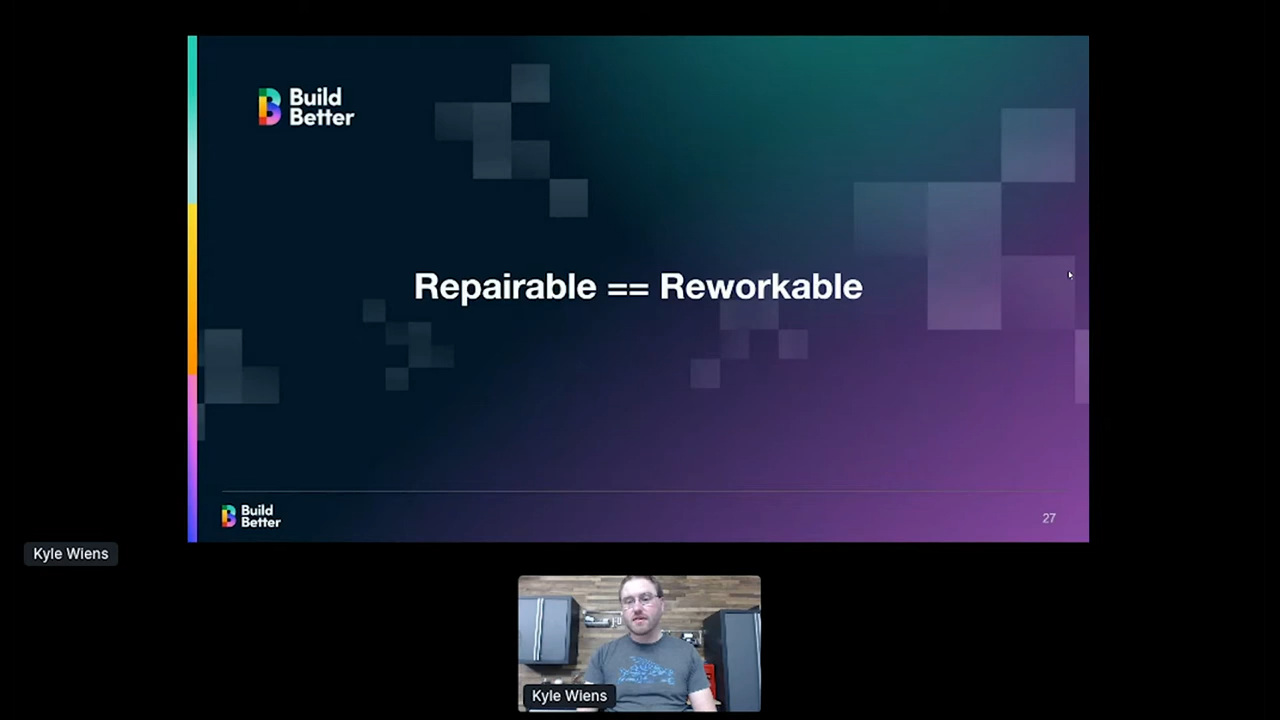 Build
Better
Repairable == Reworkable
Build
Better
27
Kyle Wiens
Kyle Wiens